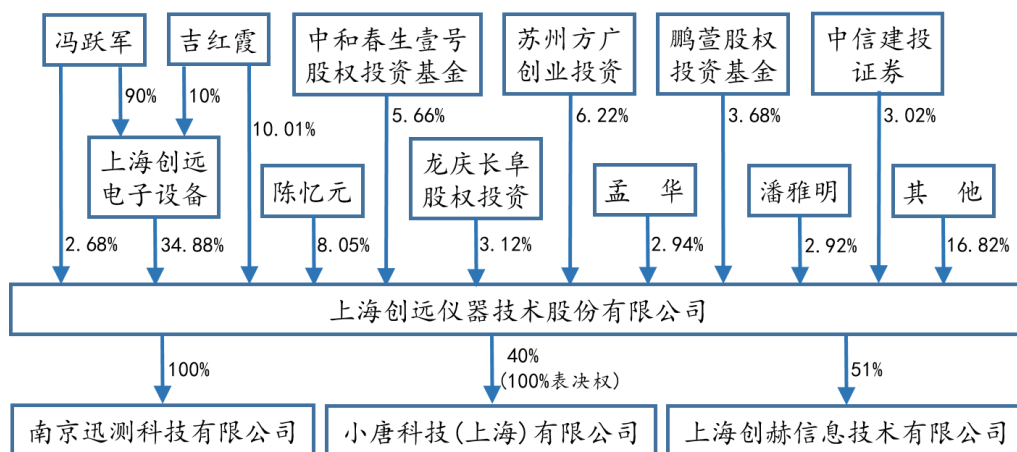 冯跃军
吉红霞
中和春生壹号
股权投资基金
苏州方广
创业投资
鹏萱股权
投资基金
中信建投
证券
90%
10%
10.01%
5.66%
6.22%
3.68%
3.02%
上海创远
电子设备
陈忆元
龙庆长阜
股权投资
孟 华
潘雅明
其 他
2.68%
34.88%
8.05%
3.12%
2.94%
2.92%
16.82%
上海创远仪器技术股份有限公司
100%
40%
(100%表决权)
51%
南京迅测科技有限公司
小唐科技(上海)有限公司
上海创赫信息技术有限公司